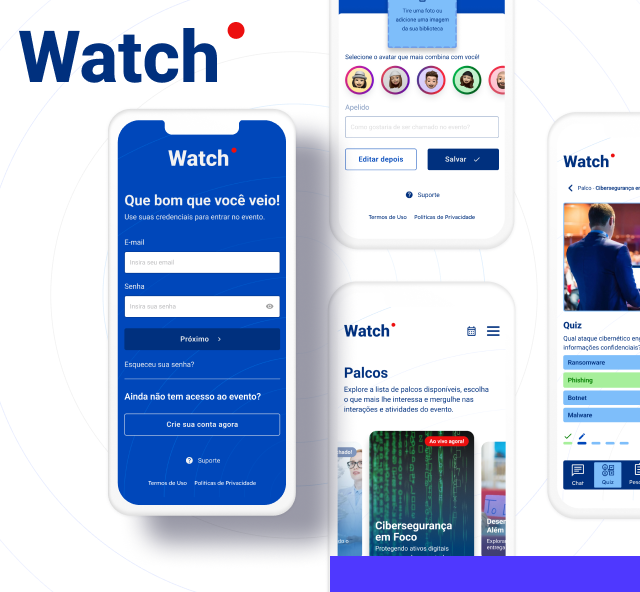 Watch
Watch
Que bom que você veio!
Use suas credenciais para entrar no evento.
E-mail
Insira seu email
Senha
Insira sua senha
Próximo
Esqueceu sua senha?
Ainda não tem acesso ao evento?
Crie sua conta agora
Suporte
Termos de Uso Políticas de Privacidade
Tire uma foto ou
adicione uma imagem
da sua biblioteca
Selecione o avatar que mais combina com você!
Apelido
Como gostaria de ser chamado no evento?
Editar depois Salvar
Suporte
Termos de Uso Políticas de Privacidade
Watch
Palcos
Explore a lista de palcos disponíveis, escolha
o que mais lhe interessa e mergulhe nas
interações e atividades do evento.
Ao vivo agora!
Cibersegurança
em Foco
Protegendo ativos digitais
Além
Explora
entrega
Watch
Palco · Cibersegurança e
Quiz
Qual ataque cibernético en
informações confidenciais?
Ransomware
Phishing
Botnet
Malware
Chat Quiz Pes